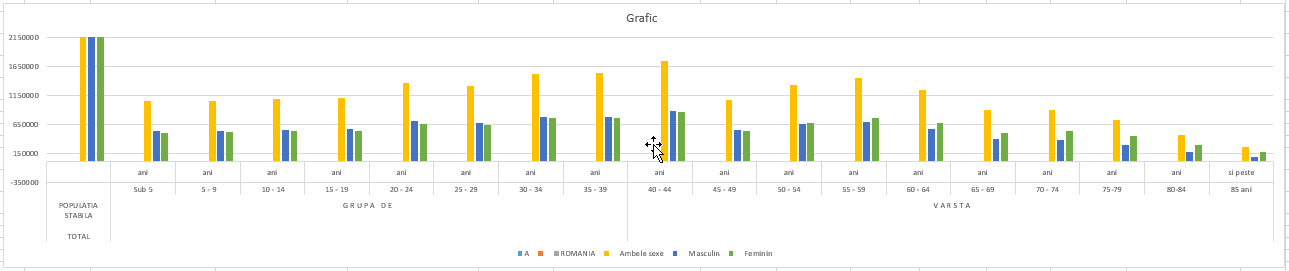 Grafic
2150000
1650000
1150000
650000
150000
-350000
ani ani ani ani ani ani ani ani ani ani ani ani ani ani ani ani ani si peste
Sub 5 5 - 9 10 - 14 15 - 19 20 - 24 25 - 29 30 - 34 35 - 39 40 - 44 45 - 49 50 - 54 55 - 59 60 - 64 65 - 69 70 - 74 75-79 80-84 85 ani
POPULATIA STABILA TOTAL
GRUPA DE VARSTA
A ROMANIA Ambele sexe Masculin Feminin